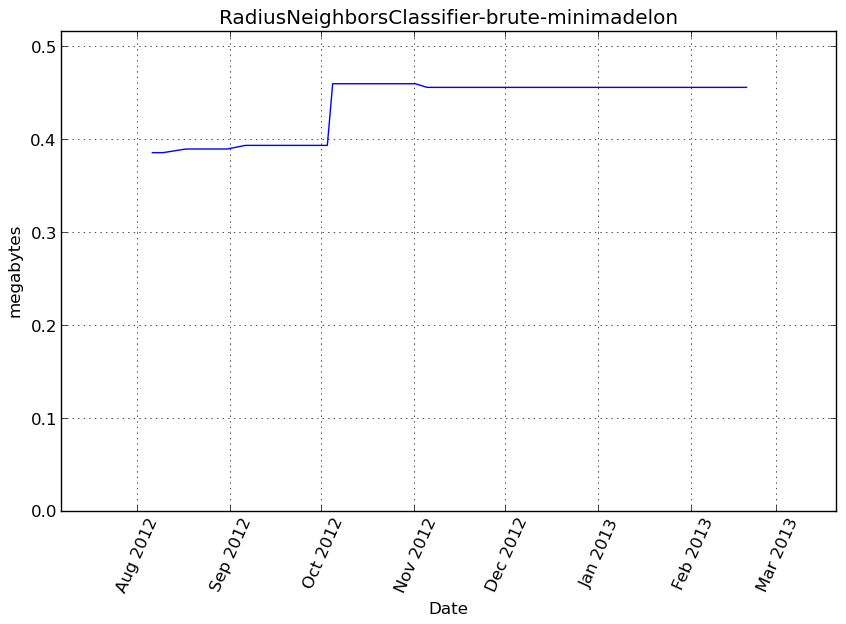 RadiusNeighborsClassifier-brute-minimadelon
0.5
0.4
0.3
0.2
0.1
0.0
megabytes
Aug 2012
Sep 2012
Oct 2012
Nov 2012
Dec 2012
Jan 2013
Feb 2013
Mar 2013
Date